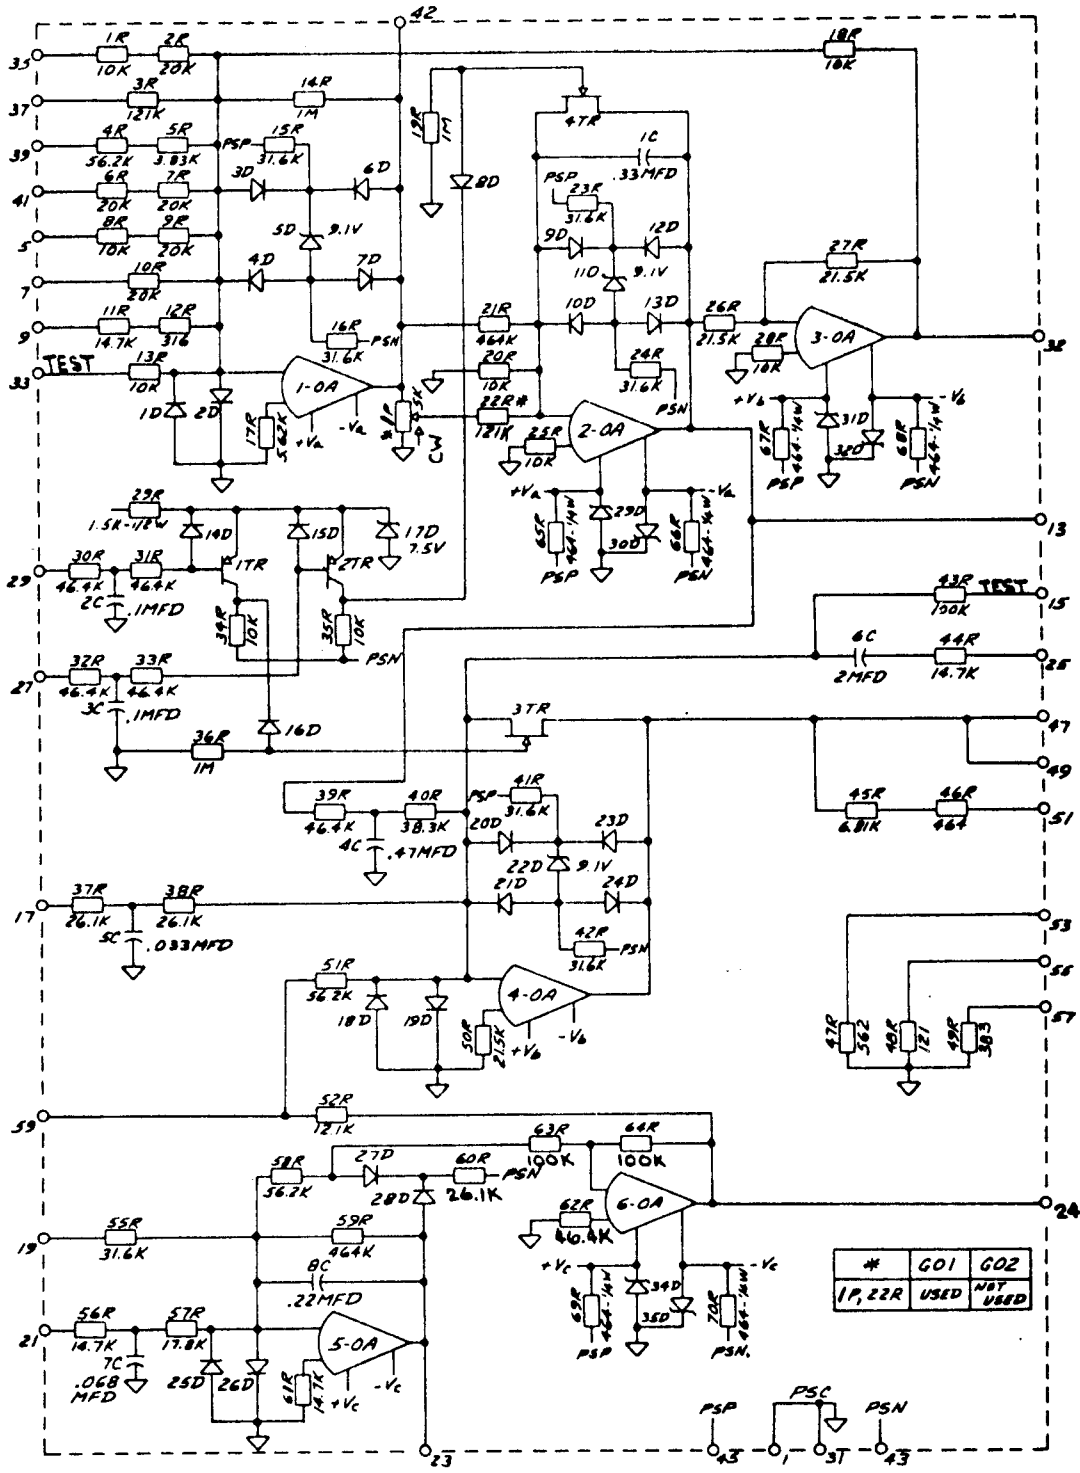 42
35
1R
10K
2R
20K
18R
10K
37
3R
121K
14R
1M
39
4R
56.2K
5R
3.83K
PSP
15R
31.6K
19R
1M
4TR
1C
.33MFD
41
6R
20K
7R
20K
3D
6D
8D
PSP
23R
31.6K
5
8R
10K
9R
20K
5D
9.1V
9D
12D
7
10R
20K
4D
7D
11D
9.1V
27R
21.5K
9
11R
14.7K
12R
316
16R
31.6K
PSN
21R
464K
10D
13D
26R
21.5K
3-OA
32
33
TEST
13R
10K
1-OA
20R
10K
24R
31.6K
PSN
28R
10K
1D
2D
17R
5.62K
+Va
-Va
*1P
5K
CW
22R*
121K
2-OA
25R
10K
+Vb
-Vb
31D
32D
67R
464-1/4W
PSP
68R
464-1/4W
PSN
29R
1.5K-1/2W
14D
15D
17D
7.5V
+Va
-Va
29D
30D
65R
464-1/4W
PSP
66R
464-1/4W
PSN
13
29
30R
46.4K
31R
46.4K
1TR
2TR
2C
.1MFD
34R
10K
35R
10K
PSN
43R
100K
TEST
15
27
32R
46.4K
33R
46.4K
6C
2MFD
44R
14.7K
25
3C
.1MFD
16D
3TR
47
36R
1M
49
39R
46.4K
40R
38.3K
PSP
41R
31.6K
45R
6.81K
46R
464
51
4C
.47MFD
20D
23D
22D
9.1V
17
37R
26.1K
38R
26.1K
21D
24D
5C
.033MFD
42R
31.6K
PSN
53
55
57
51R
56.2K
4-OA
18D
19D
50R
21.5K
+Vb
-Vb
47R
562
48R
121
49R
383
59
52R
12.1K
58R
56.2K
27D
28D
60R
26.1K
PSN
63R
100K
64R
100K
6-OA
62R
46.4K
24
19
55R
31.6K
59R
464K
8C
.22MFD
+Vc
-Vc
34D
35D
69R
464-1/4W
PSP
70R
464-1/4W
PSN.
* G01 G02
1P, 22R USED NOT USED
21
56R
14.7K
57R
17.8K
5-OA
7C
.068
MFD
25D
26D
61R
14.7K
+Vc
-Vc
23
PSP
45
PSC
1
31
PSN
43